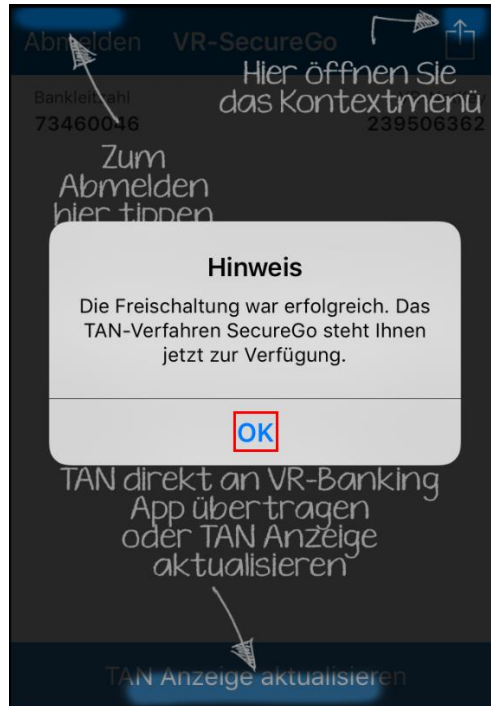 Abmelden VR-SecureGo
Hier öffnen Sie
das Kontextmenü
Bankleitzahl
73460046 239506362
Zum
Abmelden
hier tippen
Hinweis
Die Freischaltung war erfolgreich. Das
TAN-Verfahren SecureGo steht Ihnen
jetzt zur Verfügung.
OK
TAN direkt an VR-Banking
App übertragen
oder TAN Anzeige
aktualisieren
TAN Anzeige aktualisieren